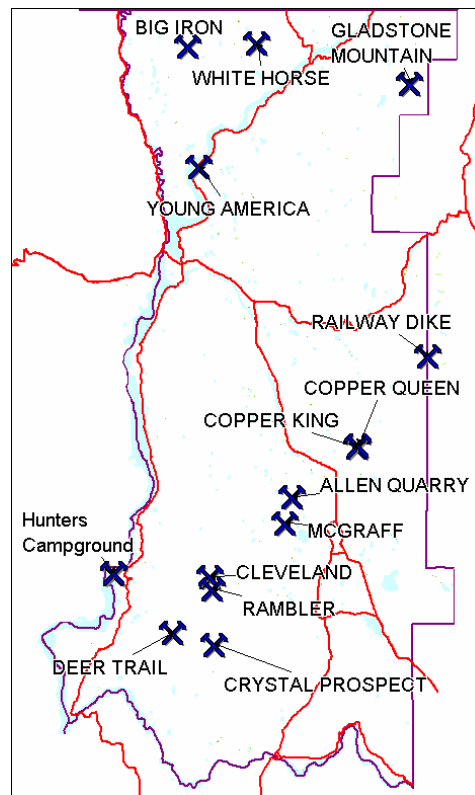 BIG IRON
WHITE HORSE
GLADSTONE
MOUNTAIN
YOUNG AMERICA
RAILWAY DIKE
COPPER QUEEN
COPPER KING
ALLEN QUARRY
MCGRAFF
Hunters
Campground
CLEVELAND
RAMBLER
DEER TRAIL
CRYSTAL PROSPECT